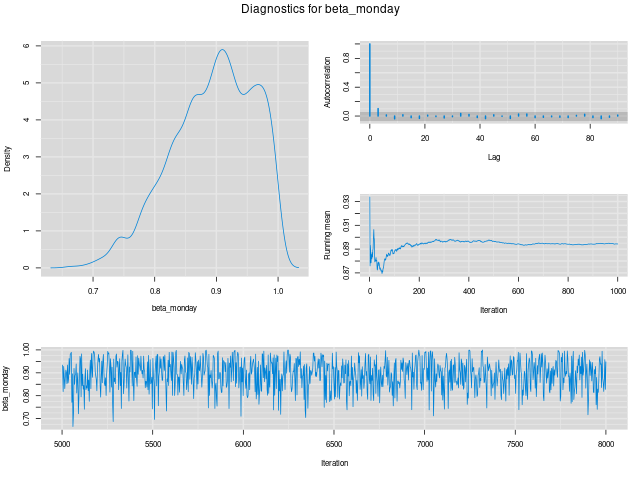 Diagnostics for beta_monday
Density
6
5
4
3
2
1
0
0.7 0.8 0.9 1.0
beta_monday
Autocorrelation
0.8
0.4
0.0
0 20 40 60 80
Lag
Running mean
0.93
0.91
0.89
0.87
0 200 400 600 800 1000
Iteration
beta_monday
1.00
0.90
0.80
0.70
5000 5500 6000 6500 7000 7500 8000
Iteration